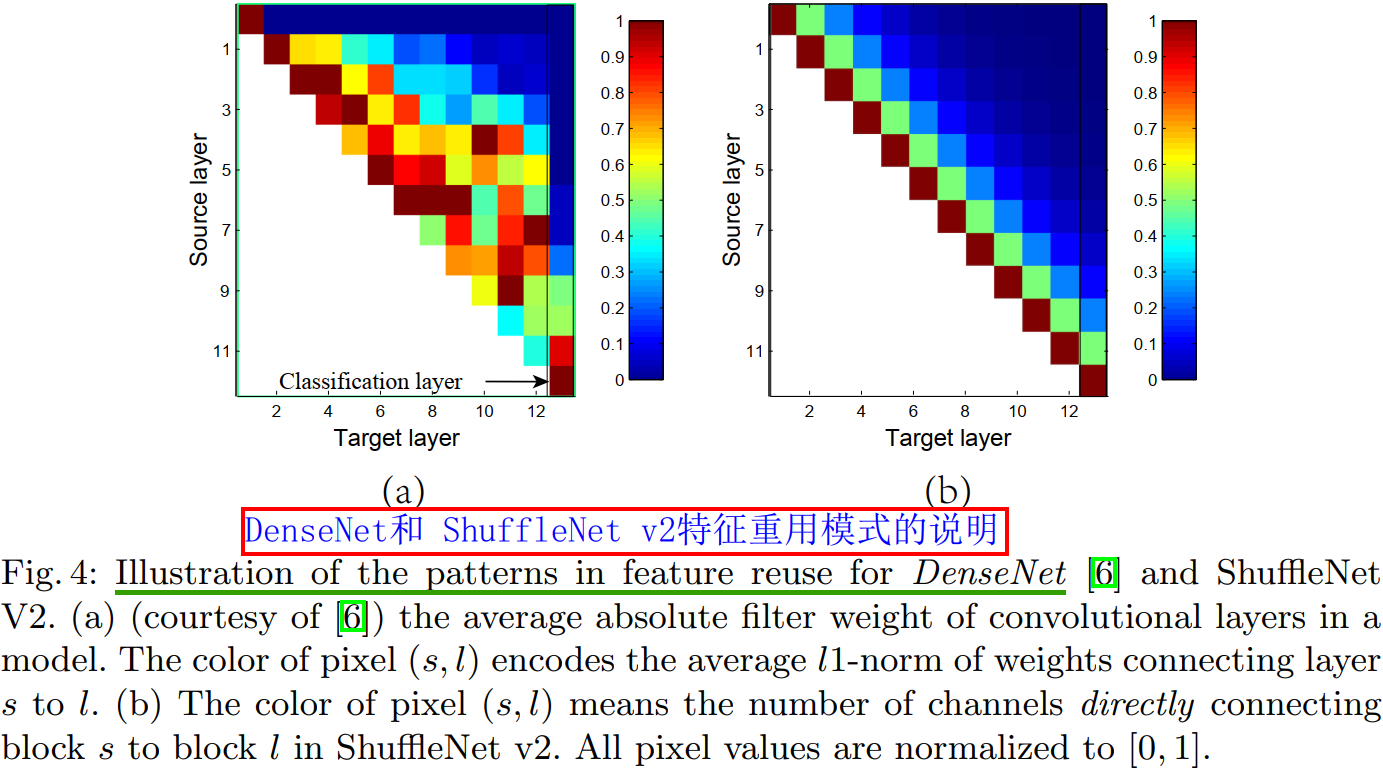 1
3
5
7
9
11
Source layer
2 4 6 8 10 12
Target layer
Classification layer
1
0.9
0.8
0.7
0.6
0.5
0.4
0.3
0.2
0.1
0
1
3
5
7
9
11
Source layer
2 4 6 8 10 12
Target layer
1
0.9
0.8
0.7
0.6
0.5
0.4
0.3
0.2
0.1
0
(a) (b)
DenseNet和 ShuffleNet v2特征重用模式的说明
Fig. 4: Illustration of the patterns in feature reuse for DenseNet [6] and ShuffleNet
V2. (a) (courtesy of [6]) the average absolute filter weight of convolutional layers in a
model. The color of pixel (s, l) encodes the average l1-norm of weights connecting layer
s to l. (b) The color of pixel (s, l) means the number of channels directly connecting
block s to block l in ShuffleNet v2. All pixel values are normalized to [0, 1].